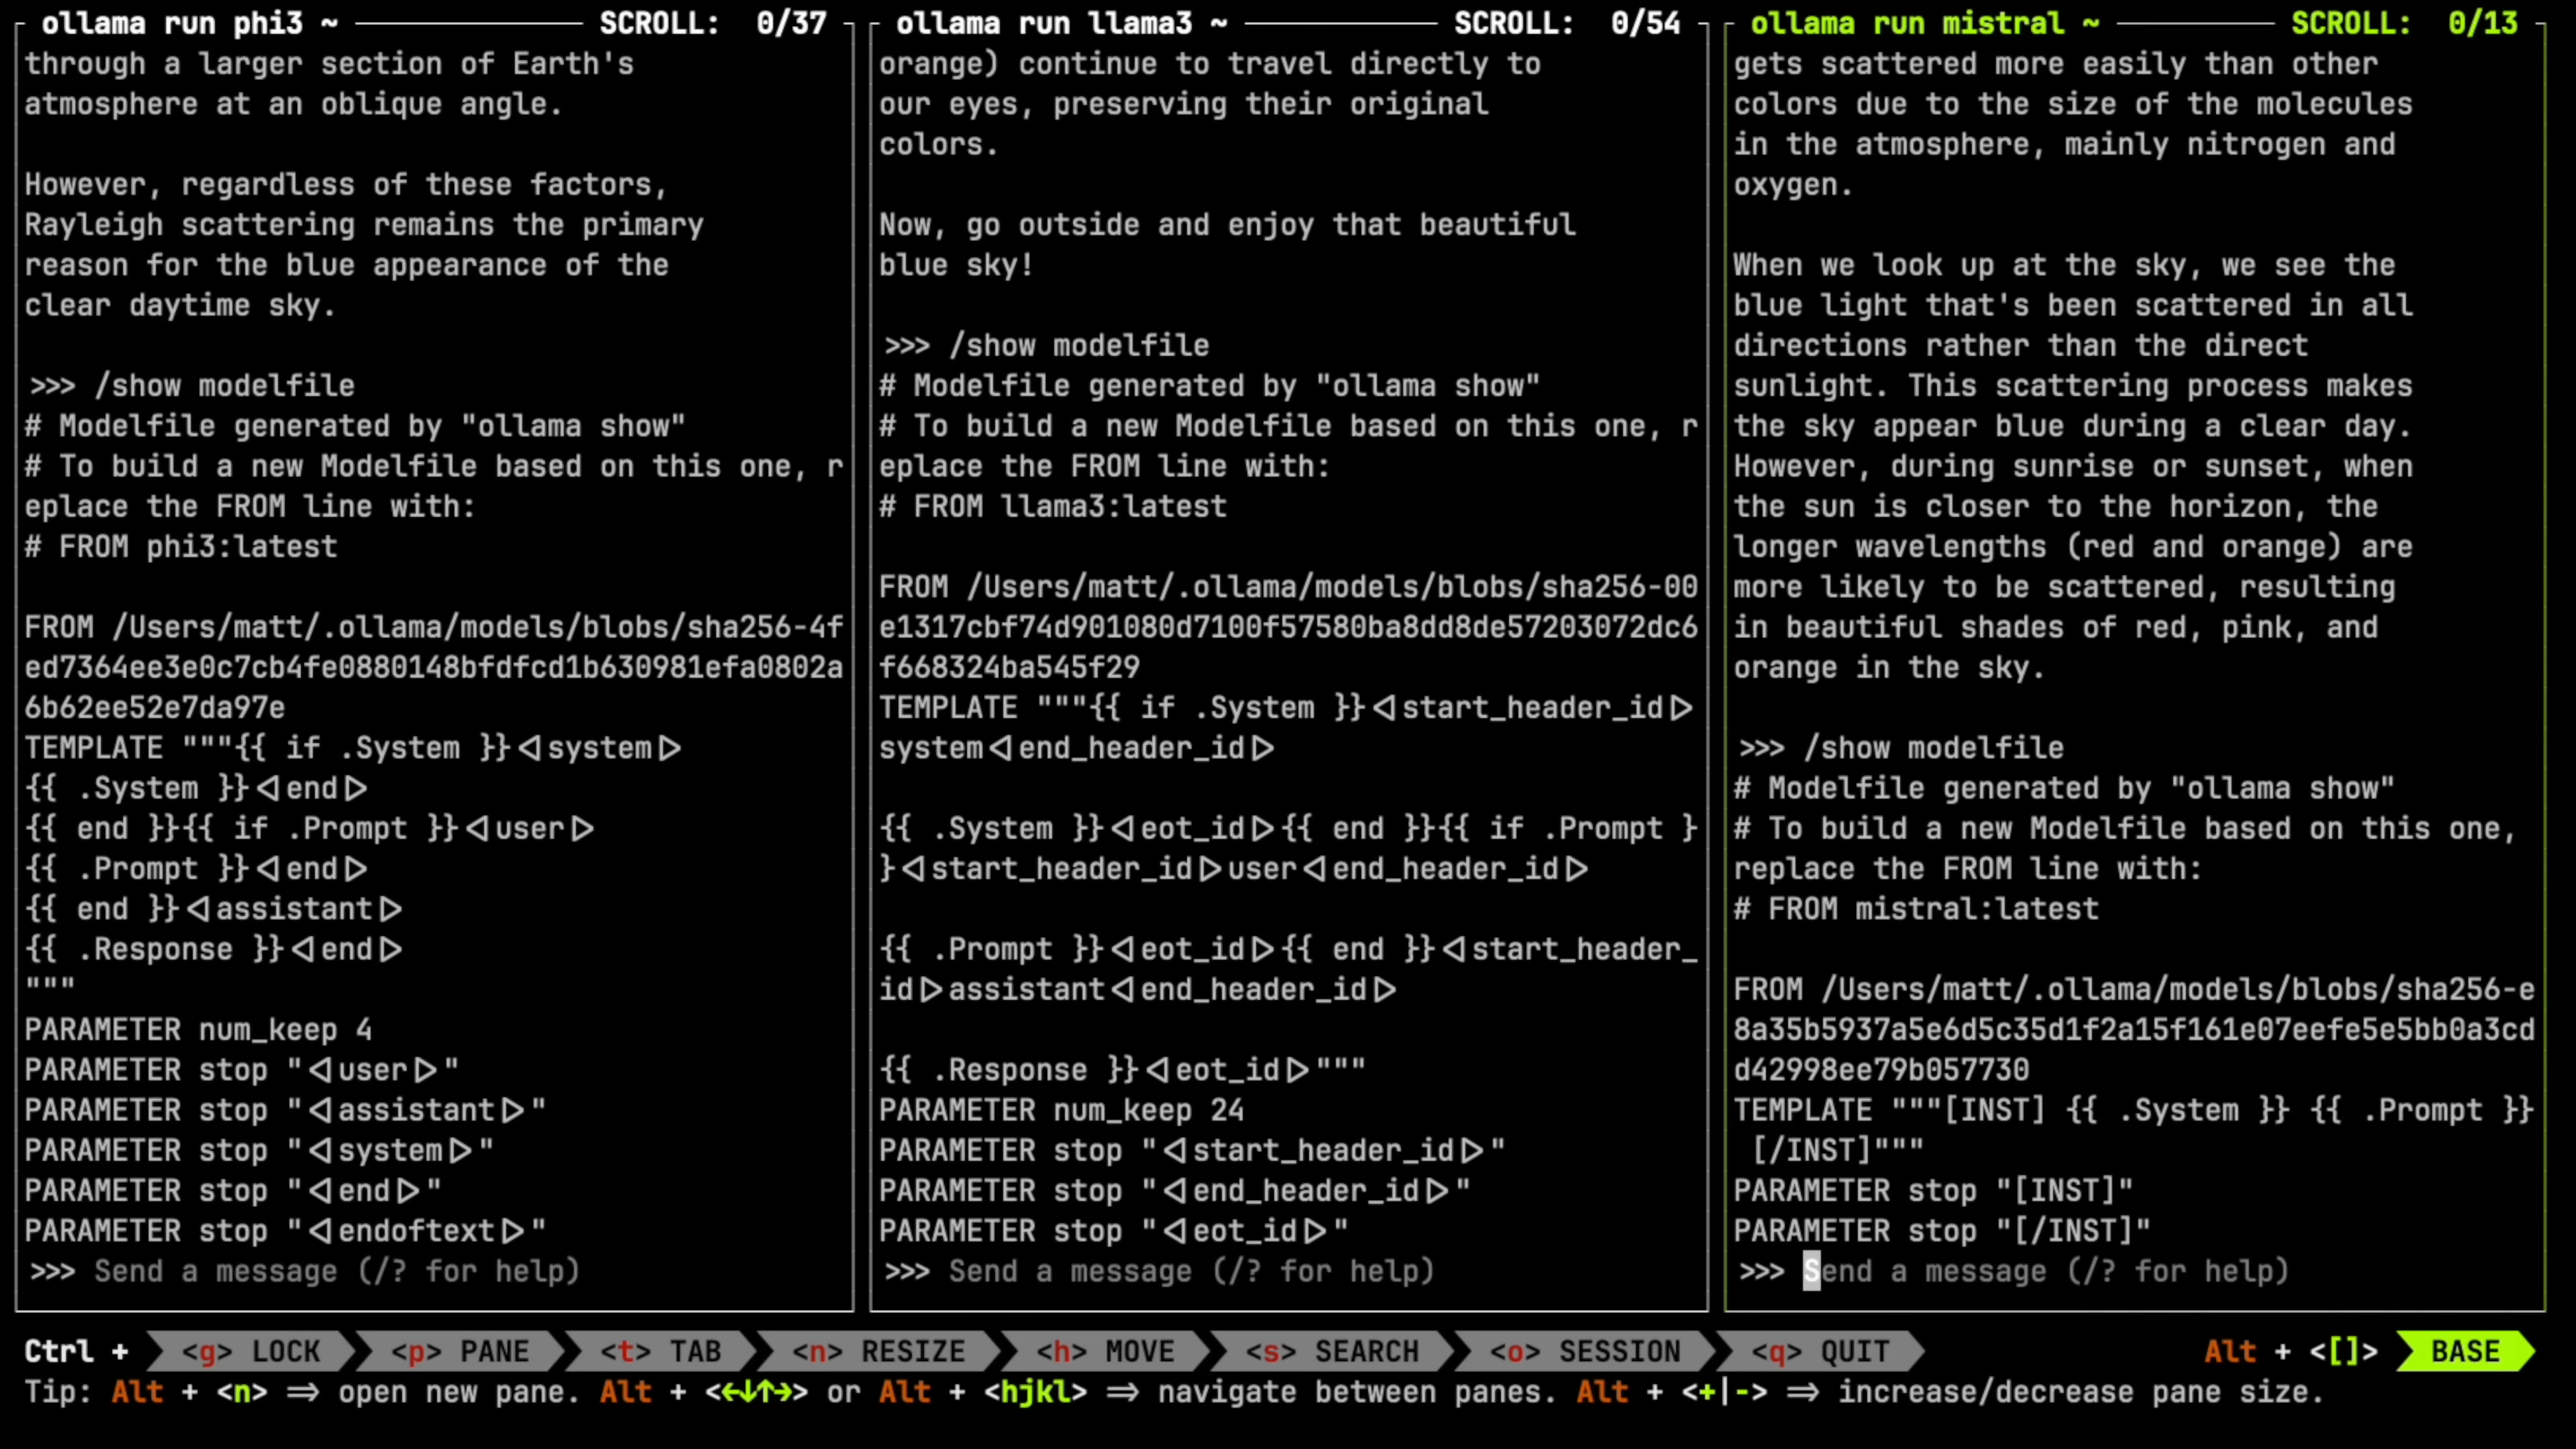 ollama run phi3 ~ SCROLL: 0/37
through a larger section of Earth's
atmosphere at an oblique angle.
However, regardless of these factors,
Rayleigh scattering remains the primary
reason for the blue appearance of the
clear daytime sky.
>>> /show modelfile
# Modelfile generated by "ollama show"
# To build a new Modelfile based on this one, r
eplace the FROM line with:
# FROM phi3:latest
FROM /Users/matt/.ollama/models/blobs/sha256-4f
ed7364ee3e0c7cb4fe0880148bfdfcd1b630981efa0802a
6b62ee52e7da97e
TEMPLATE """{{ if .System }}<|system|>
{{ .System }}<|end|>
{{ end }}{{ if .Prompt }}<|user|>
{{ .Prompt }}<|end|>
{{ end }}<|assistant|>
{{ .Response }}<|end|>
"""
PARAMETER num_keep 4
PARAMETER stop "<|user|>"
PARAMETER stop "<|assistant|>"
PARAMETER stop "<|system|>"
PARAMETER stop "<|end|>"
PARAMETER stop "<|endoftext|>"
>>> Send a message (/? for help)
ollama run llama3 ~ SCROLL: 0/54
orange) continue to travel directly to
our eyes, preserving their original
colors.
Now, go outside and enjoy that beautiful
blue sky!
>>> /show modelfile
# Modelfile generated by "ollama show"
# To build a new Modelfile based on this one, r
eplace the FROM line with:
# FROM llama3:latest
FROM /Users/matt/.ollama/models/blobs/sha256-00
e1317cbf74d901080d7100f57580ba8dd8de57203072dc6
f668324ba545f29
TEMPLATE """{{ if .System }}<|start_header_id|>
system<|end_header_id|>
{{ .System }}<|eot_id|>{{ end }}{{ if .Prompt }
}<|start_header_id|>user<|end_header_id|>
{{ .Prompt }}<|eot_id|>{{ end }}<|start_header_
id|>assistant<|end_header_id|>
{{ .Response }}<|eot_id|>"""
PARAMETER num_keep 24
PARAMETER stop "<|start_header_id|>"
PARAMETER stop "<|end_header_id|>"
PARAMETER stop "<|eot_id|>"
>>> Send a message (/? for help)
ollama run mistral ~ SCROLL: 0/13
gets scattered more easily than other
colors due to the size of the molecules
in the atmosphere, mainly nitrogen and
oxygen.
When we look up at the sky, we see the
blue light that's been scattered in all
directions rather than the direct
sunlight. This scattering process makes
the sky appear blue during a clear day.
However, during sunrise or sunset, when
the sun is closer to the horizon, the
longer wavelengths (red and orange) are
more likely to be scattered, resulting
in beautiful shades of red, pink, and
orange in the sky.
>>> /show modelfile
# Modelfile generated by "ollama show"
# To build a new Modelfile based on this one,
replace the FROM line with:
# FROM mistral:latest
FROM /Users/matt/.ollama/models/blobs/sha256-e
8a35b5937a5e6d5c35d1f2a15f161e07eefe5e5bb0a3cd
d42998ee79b057730
TEMPLATE """[INST] {{ .System }} {{ .Prompt }}
[/INST]"""
PARAMETER stop "[INST]"
PARAMETER stop "[/INST]"
>>> Send a message (/? for help)
Ctrl + <g> LOCK <p> PANE <t> TAB <n> RESIZE <h> MOVE <s> SEARCH <o> SESSION <q> QUIT Alt + <[]> BASE
Tip: Alt + <n> => open new pane. Alt + <←↓↑→> or Alt + <hjkl> => navigate between panes. Alt + <+|-> => increase/decrease pane size.